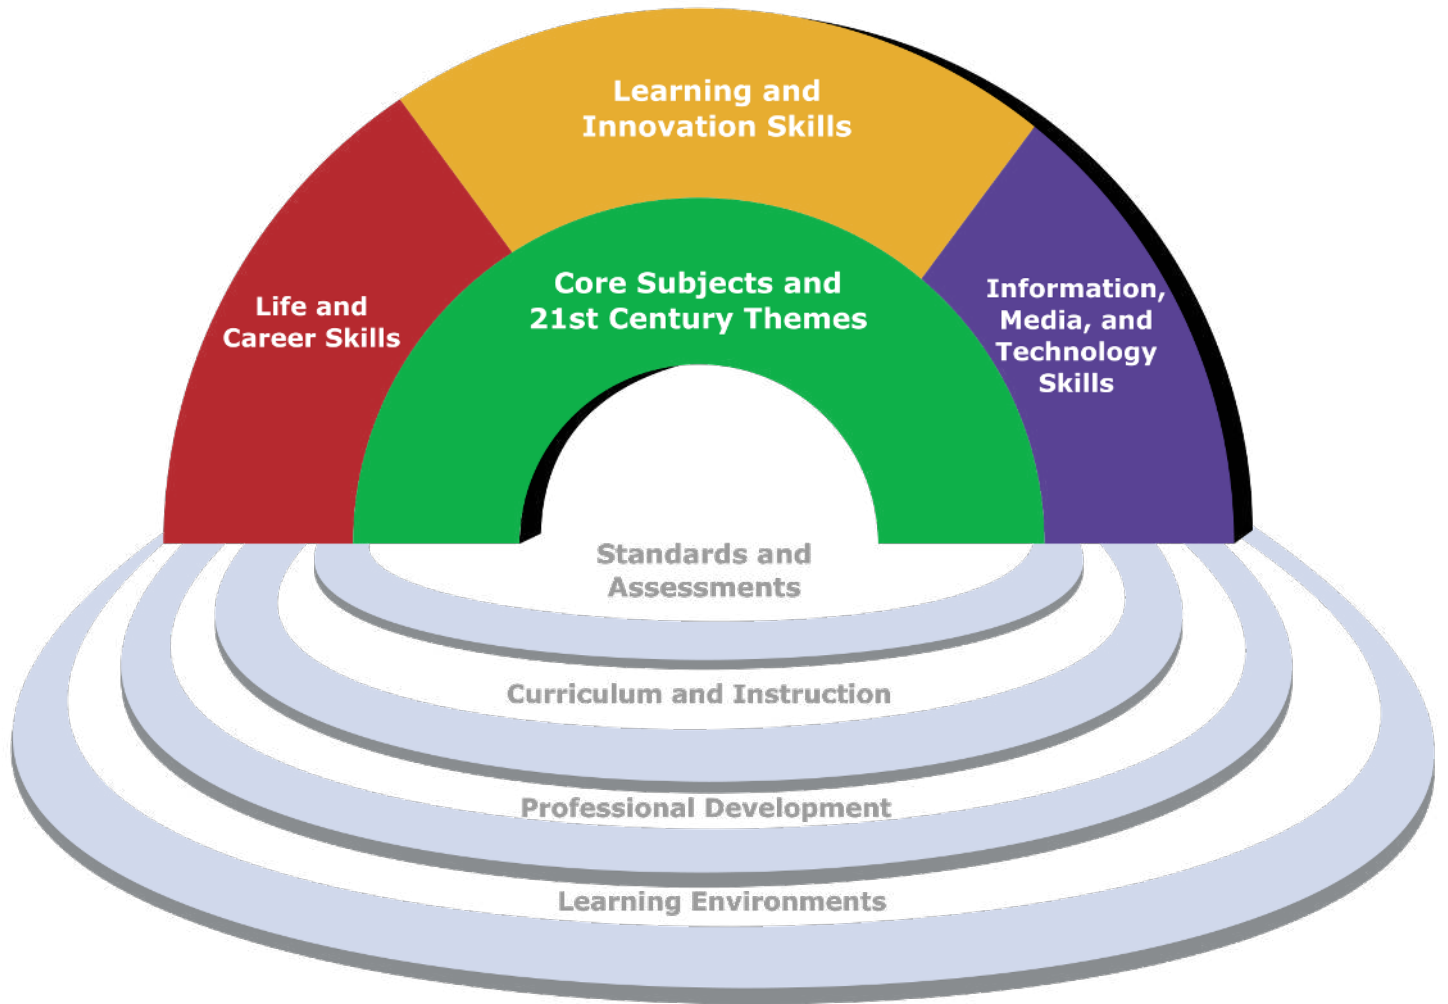 Learning and
Innovation Skills
Core Subjects and
21st Century Themes
Life and
Career Skills
Information,
Media, and
Technology
Skills
Standards and
Assessments
Curriculum and Instruction
Professional Development
Learning Environments